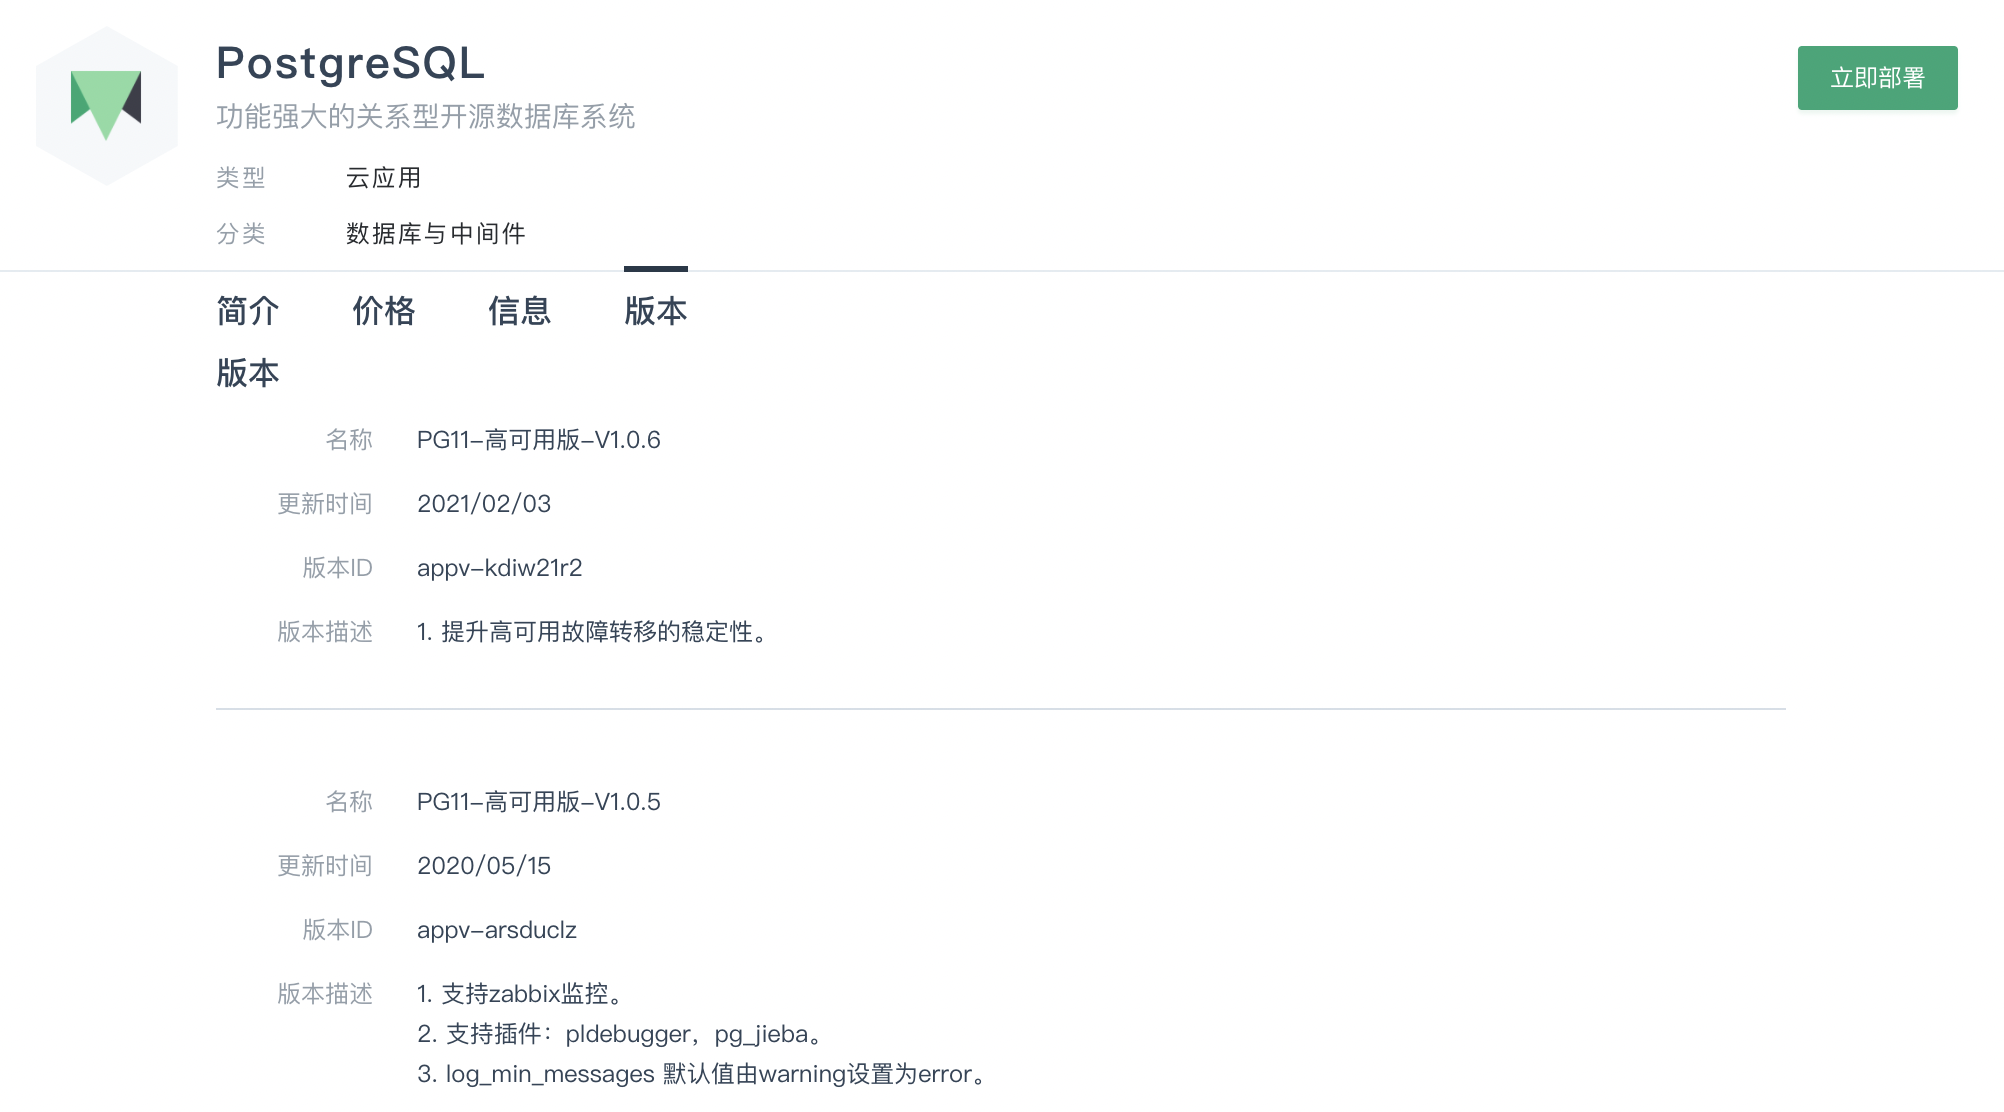 PostgreSQL
立即部署
功能强大的关系型开源数据库系统
类型 云应用
分类 数据库与中间件
简介 价格 信息 版本
版本
名称 PG11-高可用版-V1.0.6
更新时间 2021/02/03
版本ID appv-kdiw21r2
版本描述 1. 提升高可用故障转移的稳定性。
名称 PG11-高可用版-V1.0.5
更新时间 2020/05/15
版本ID appv-arsduclz
版本描述 1. 支持zabbix监控。
2. 支持插件：pldebugger，pg_jieba。
3. log_min_messages 默认值由warning设置为error。